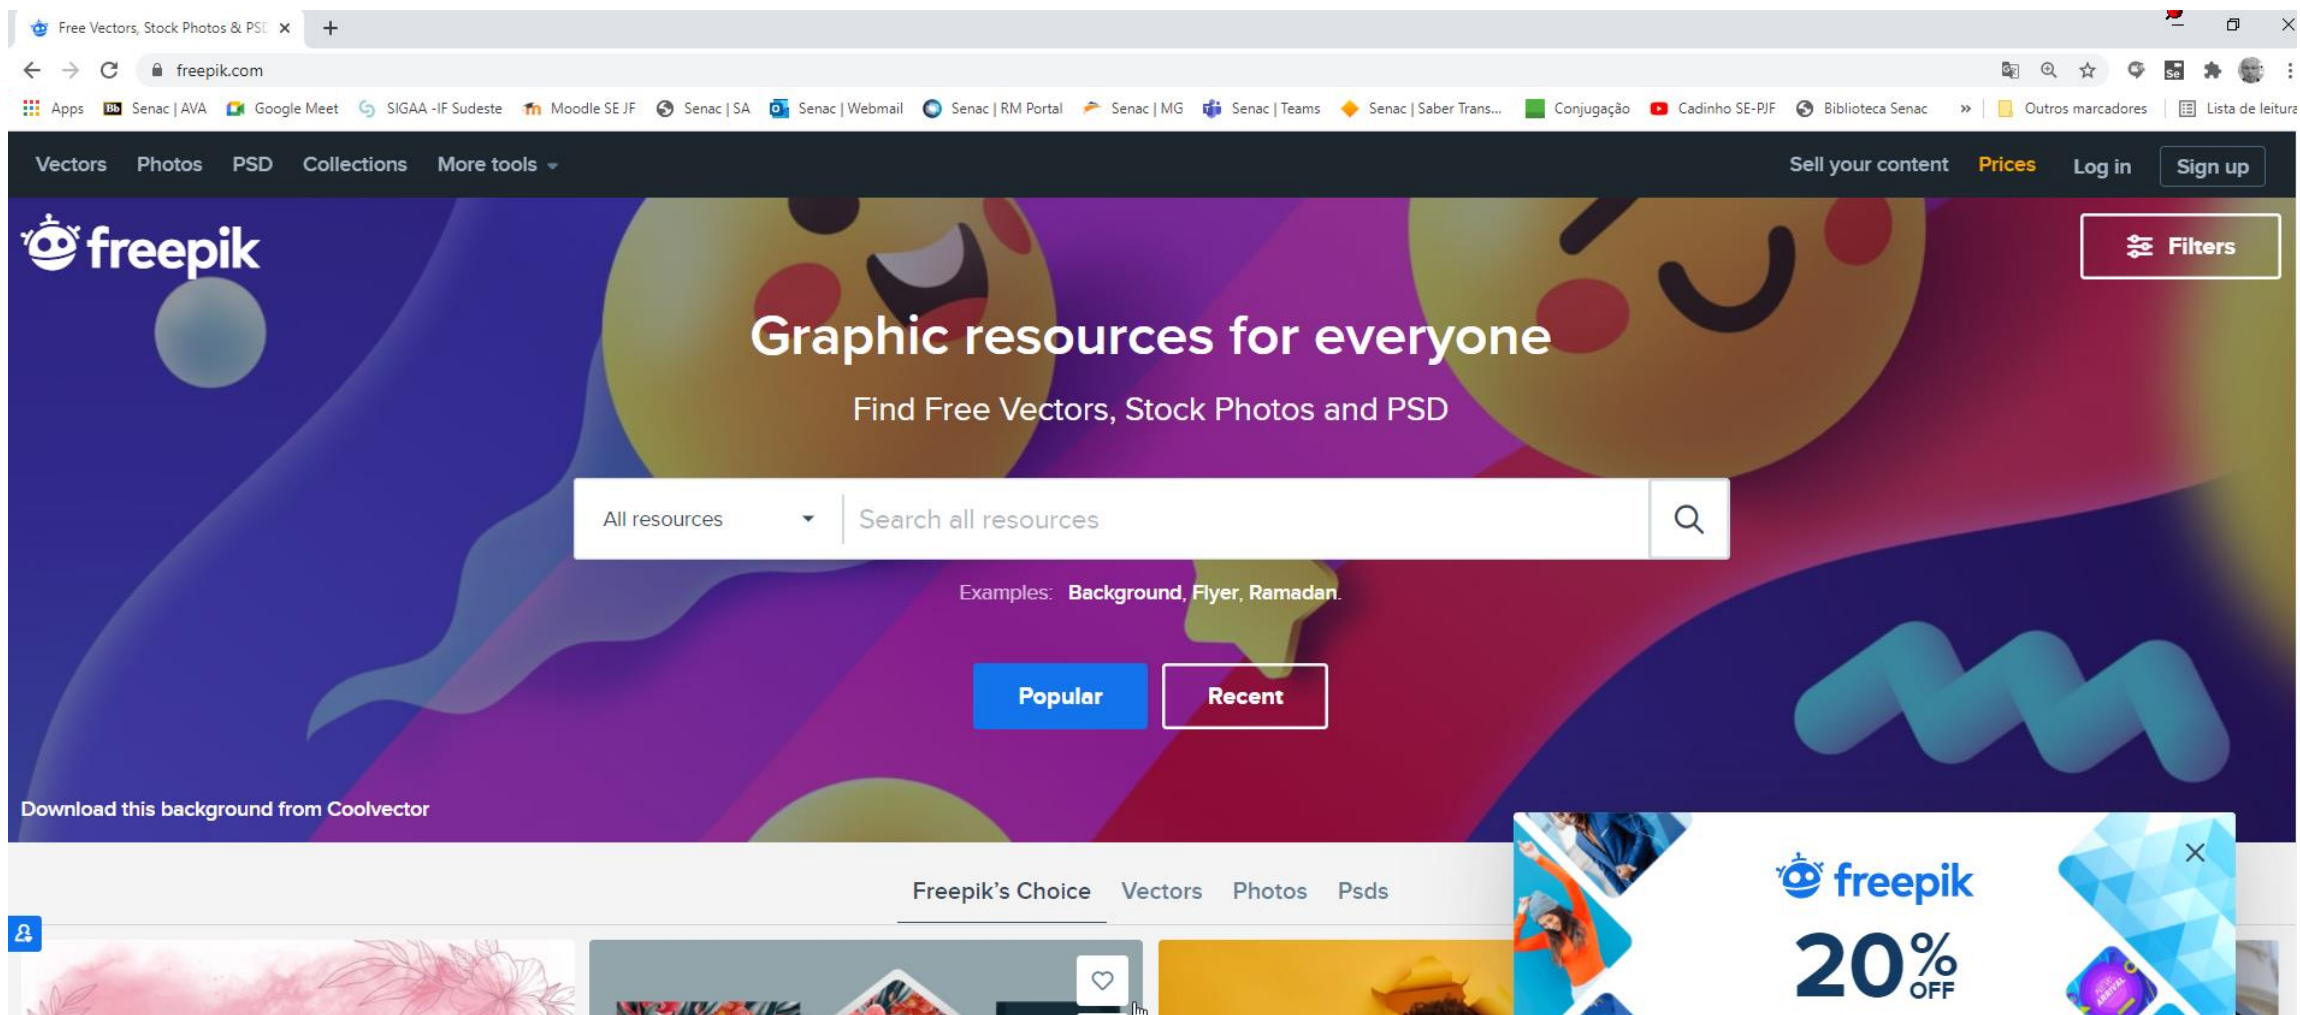 Free Vectors, Stock Photos & PSD
freepik.com
Apps Bb Senac | AVA Google Meet SIGAA -IF Sudeste Moodle SE JF Senac | SA Senac | Webmail Senac | RM Portal Senac | MG Senac | Teams Senac | Saber Trans... Conjugação Cadinho SE-PJF Biblioteca Senac » Outros marcadores Lista de leitura
Vectors Photos PSD Collections More tools Sell your content Prices Log in Sign up
freepik Filters
Graphic resources for everyone
Find Free Vectors, Stock Photos and PSD
All resources Search all resources
Examples: Background, Flyer, Ramadan.
Popular Recent
Download this background from Coolvector
Freepik's Choice Vectors Photos Psds
freepik
20% OFF
ARRIVAL